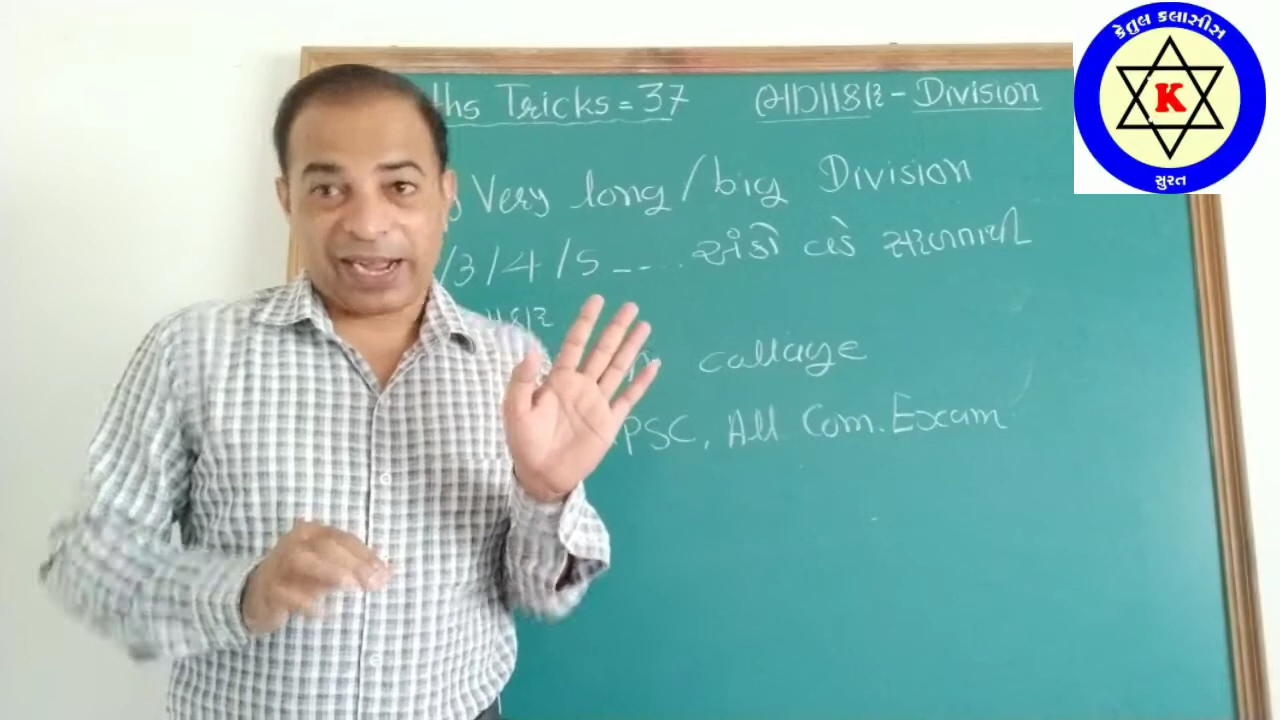 ths Tricks = 37 ભાગાકાર - Division
Very long / big Division
/3 / 4 / 5 -- ... અંકો વડે સરળતાથી
ાકાર
callage
PSC, All Com. Exam
કેતુલ કલાસીસ
K
સુરત